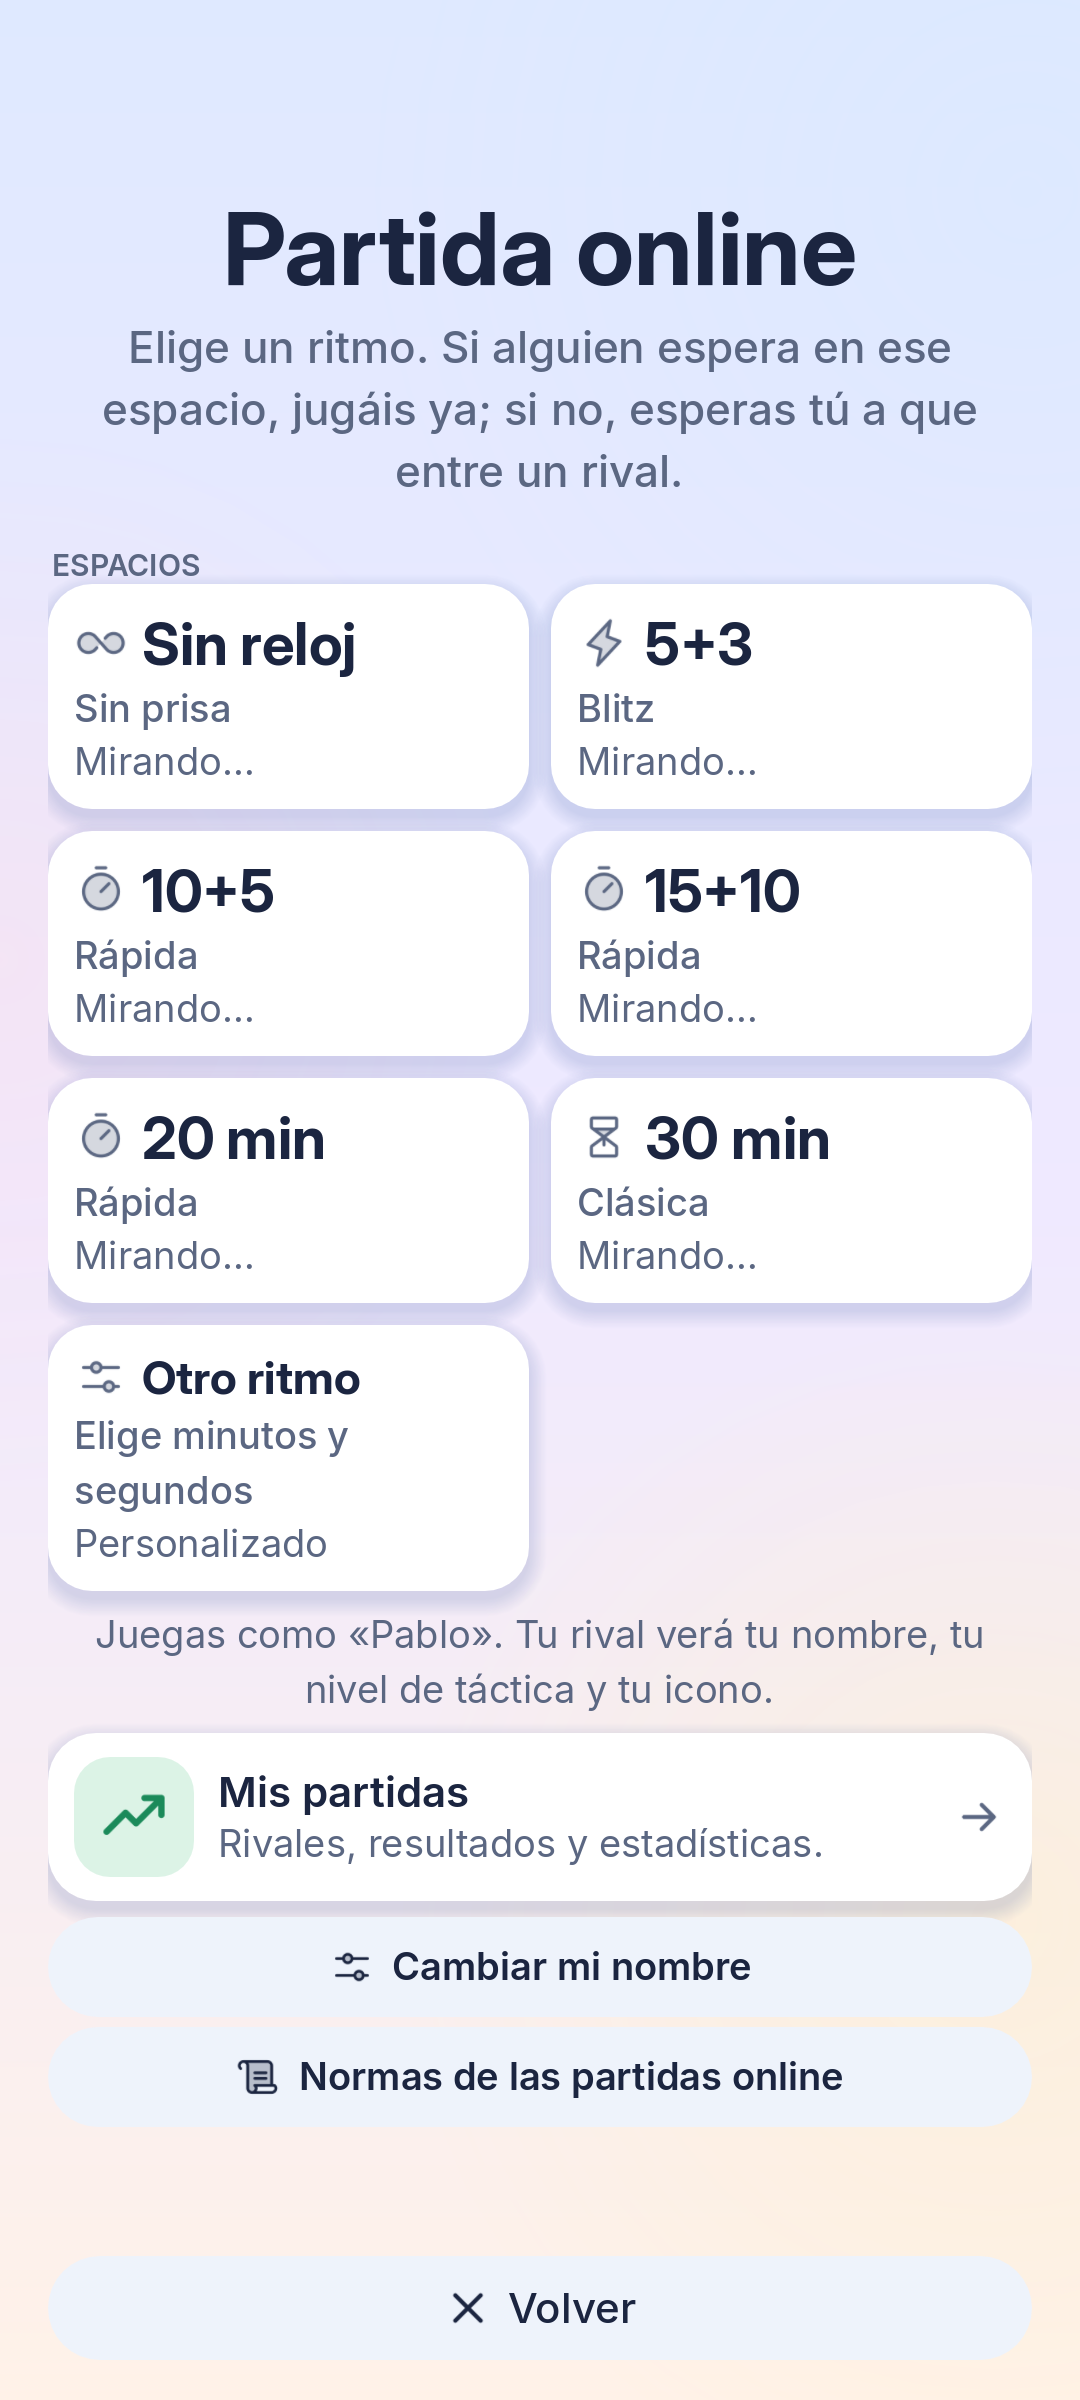 Partida online
Elige un ritmo. Si alguien espera en ese
espacio, jugáis ya; si no, esperas tú a que
entre un rival.
ESPACIOS
Sin reloj
Sin prisa
Mirando...
5+3
Blitz
Mirando...
10+5
Rápida
Mirando...
15+10
Rápida
Mirando...
20 min
Rápida
Mirando...
30 min
Clásica
Mirando...
Otro ritmo
Elige minutos y
segundos
Personalizado
Juegas como «Pablo». Tu rival verá tu nombre, tu
nivel de táctica y tu icono.
Mis partidas
Rivales, resultados y estadísticas.
Cambiar mi nombre
Normas de las partidas online
Volver